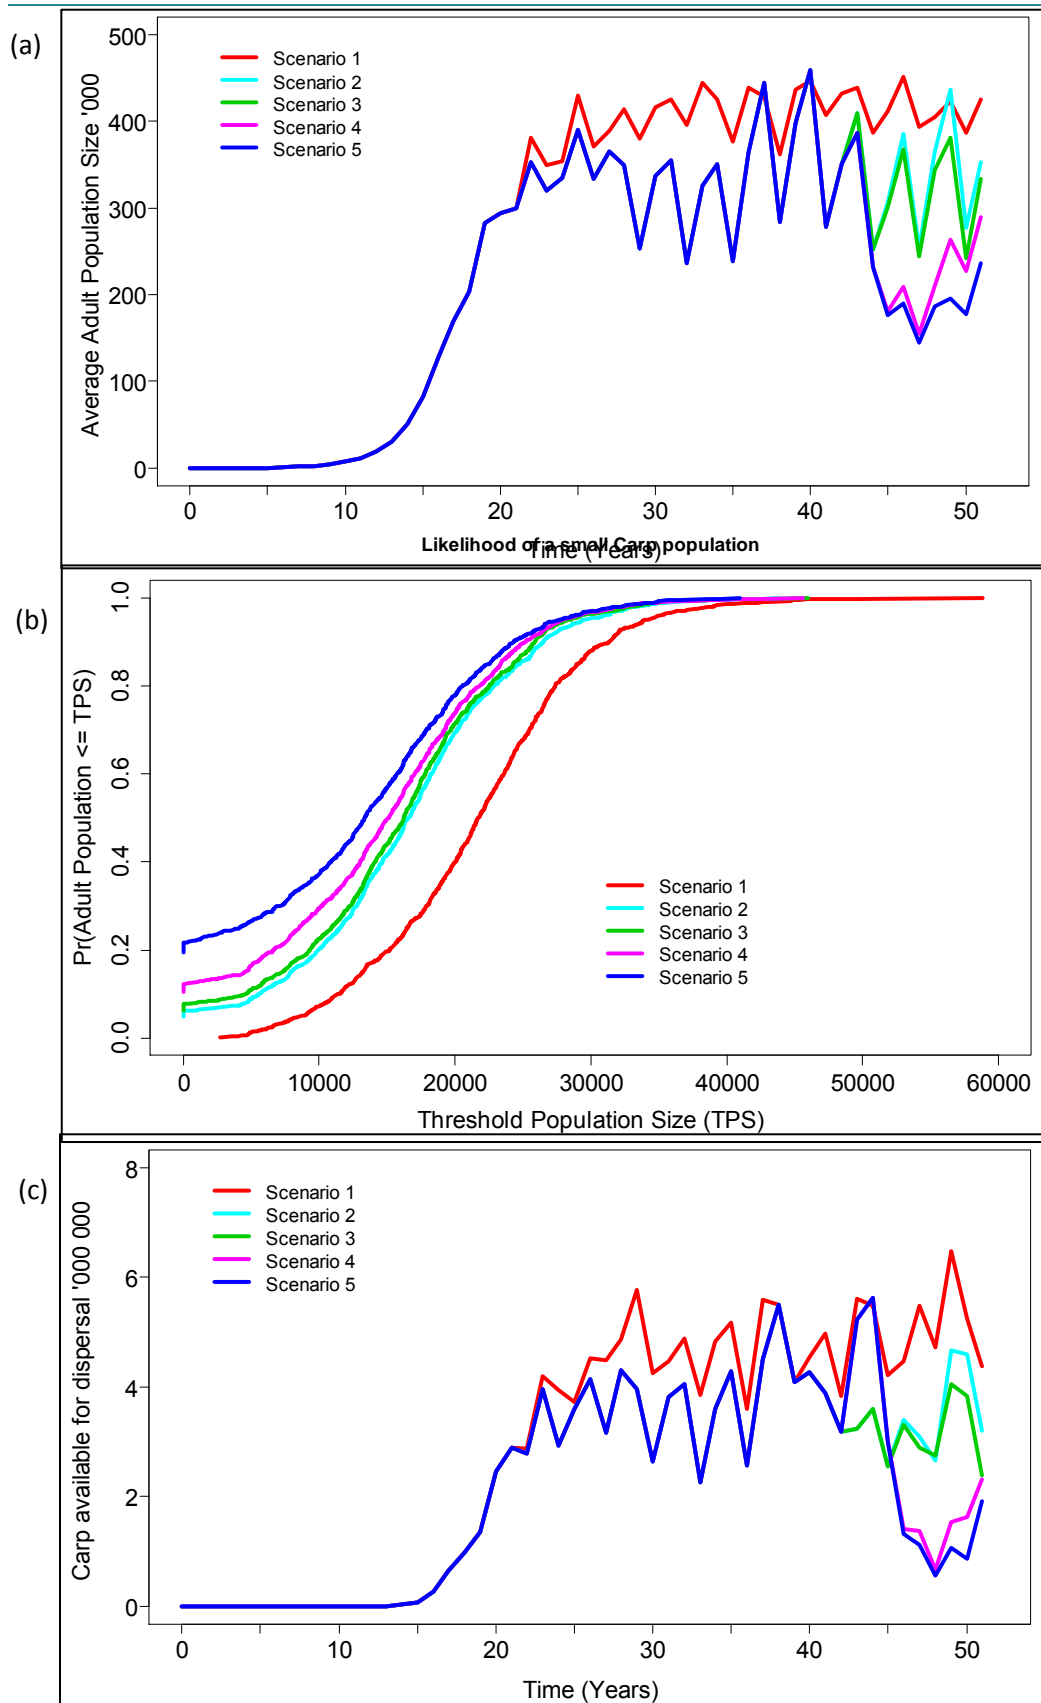 (a)
Average Adult Population Size '000
500
400
300
200
100
0
Scenario 1
Scenario 2
Scenario 3
Scenario 4
Scenario 5
0 10 20 30 40 50
Time (Years)
Likelihood of a small Carp population
(b)
Pr(Adult Population <= TPS)
1.0
0.8
0.6
0.4
0.2
0.0
Scenario 1
Scenario 2
Scenario 3
Scenario 4
Scenario 5
0 10000 20000 30000 40000 50000 60000
Threshold Population Size (TPS)
(c)
Carp available for dispersal '000 000
8
6
4
2
0
Scenario 1
Scenario 2
Scenario 3
Scenario 4
Scenario 5
0 10 20 30 40 50
Time (Years)